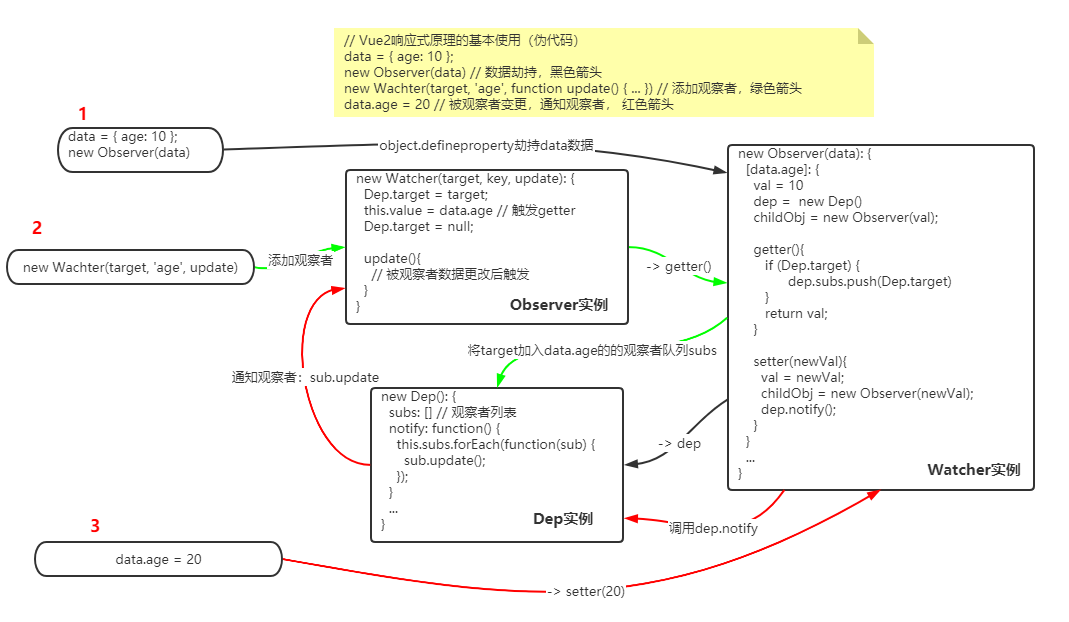 // Vue2响应式原理的基本使用（伪代码）
data = { age: 10 };
new Observer(data) // 数据劫持，黑色箭头
new Wachter(target, 'age', function update() { ... }) // 添加观察者，绿色箭头
data.age = 20 // 被观察者变更，通知观察者， 红色箭头
1
data = { age: 10 };
new Observer(data)
object.defineproperty劫持data数据
new Observer(data): {
[data.age]: {
val = 10
dep =  new Dep()
childObj = new Observer(val);
getter(){
if (Dep.target) {
dep.subs.push(Dep.target)
}
return val;
}
setter(newVal){
val = newVal;
childObj = new Observer(newVal);
dep.notify();
}
}
...
}
Watcher实例
new Watcher(target, key, update): {
Dep.target = target;
this.value = data.age // 触发getter
Dep.target = null;
update(){
// 被观察者数据更改后触发
}
}
Observer实例
2
new Wachter(target, 'age', update)
添加观察者
-> getter()
将target加入data.age的的观察者队列subs
通知观察者：sub.update
new Dep(): {
subs: [] // 观察者列表
notify: function() {
this.subs.forEach(function(sub) {
sub.update();
});
}
...
}
Dep实例
-> dep
调用dep.notify
3
data.age = 20
-> setter(20)